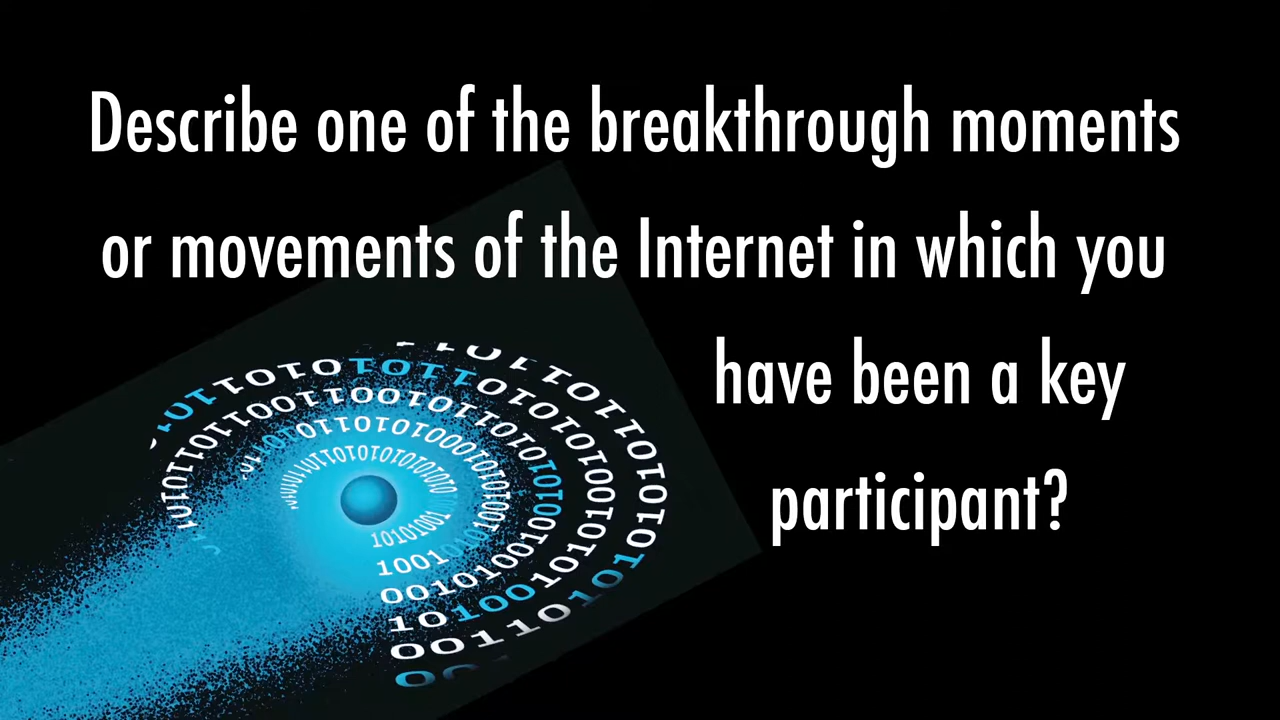 Describe one of the breakthrough moments
or movements of the Internet in which you
have been a key
participant?